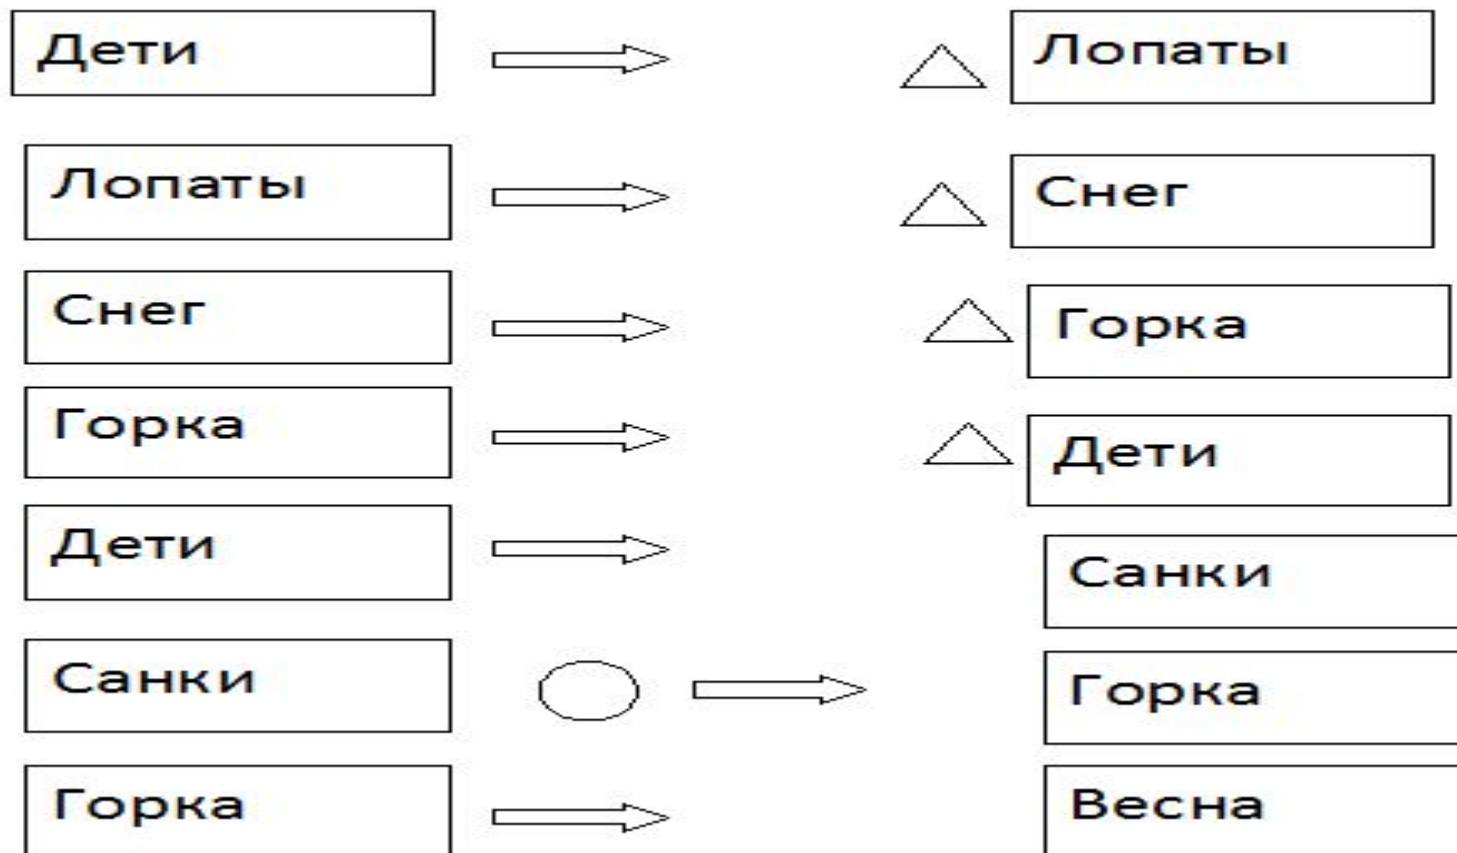 Дети Лопаты
Лопаты Снег
Снег Горка
Горка Дети
Дети Санки
Санки Горка
Горка Весна